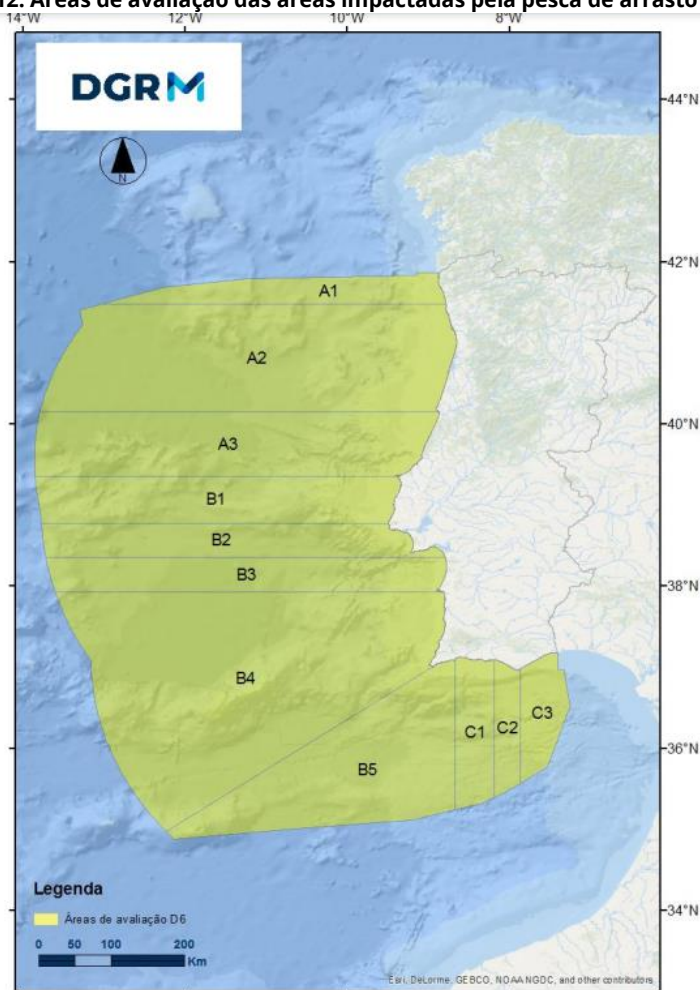 12. Áreas de avaliação das áreas impactadas pela pesca de arrasto
14°W 12°W 10°W 8°W
DGRM
44°N
N
42°N
A1
A2
40°N
A3
B1
B2
B3
38°N
B4
C3
C2
C1
36°N
B5
Legenda
Áreas de avaliação D6
34°N
0 50 100 200
Km
Esri, DeLorme, GEBCO, NOAA NGDC, and other contributors